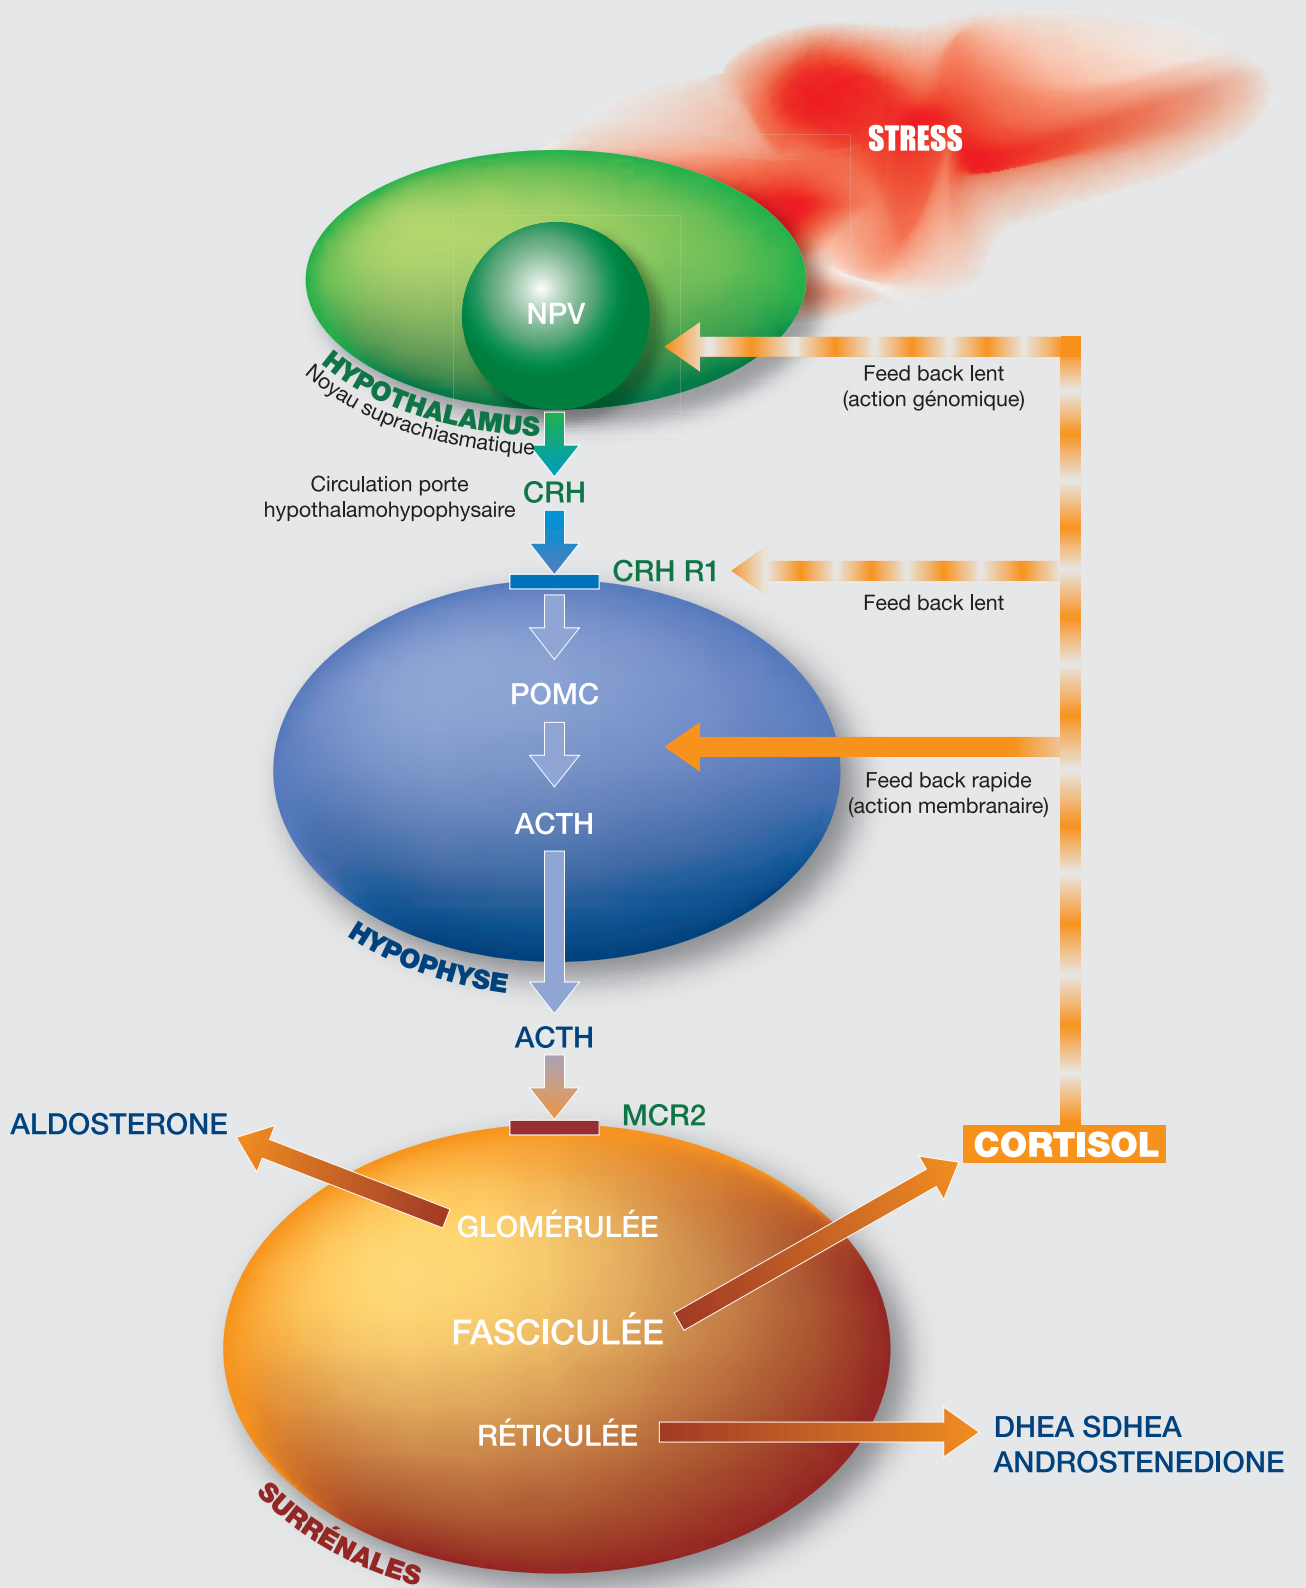 STRESS
NPV
HYPOTHALAMUS
Noyau suprachiasmatique
Feed back lent
(action génomique)
Circulation porte
hypothalamohypophysaire
CRH
CRH R1
Feed back lent
POMC
Feed back rapide
(action membranaire)
ACTH
HYPOPHYSE
ACTH
MCR2
ALDOSTERONE
CORTISOL
GLOMÉRULÉE
FASCICULÉE
RÉTICULÉE
DHEA SDHEA
ANDROSTENEDIONE
SURRÉNALES